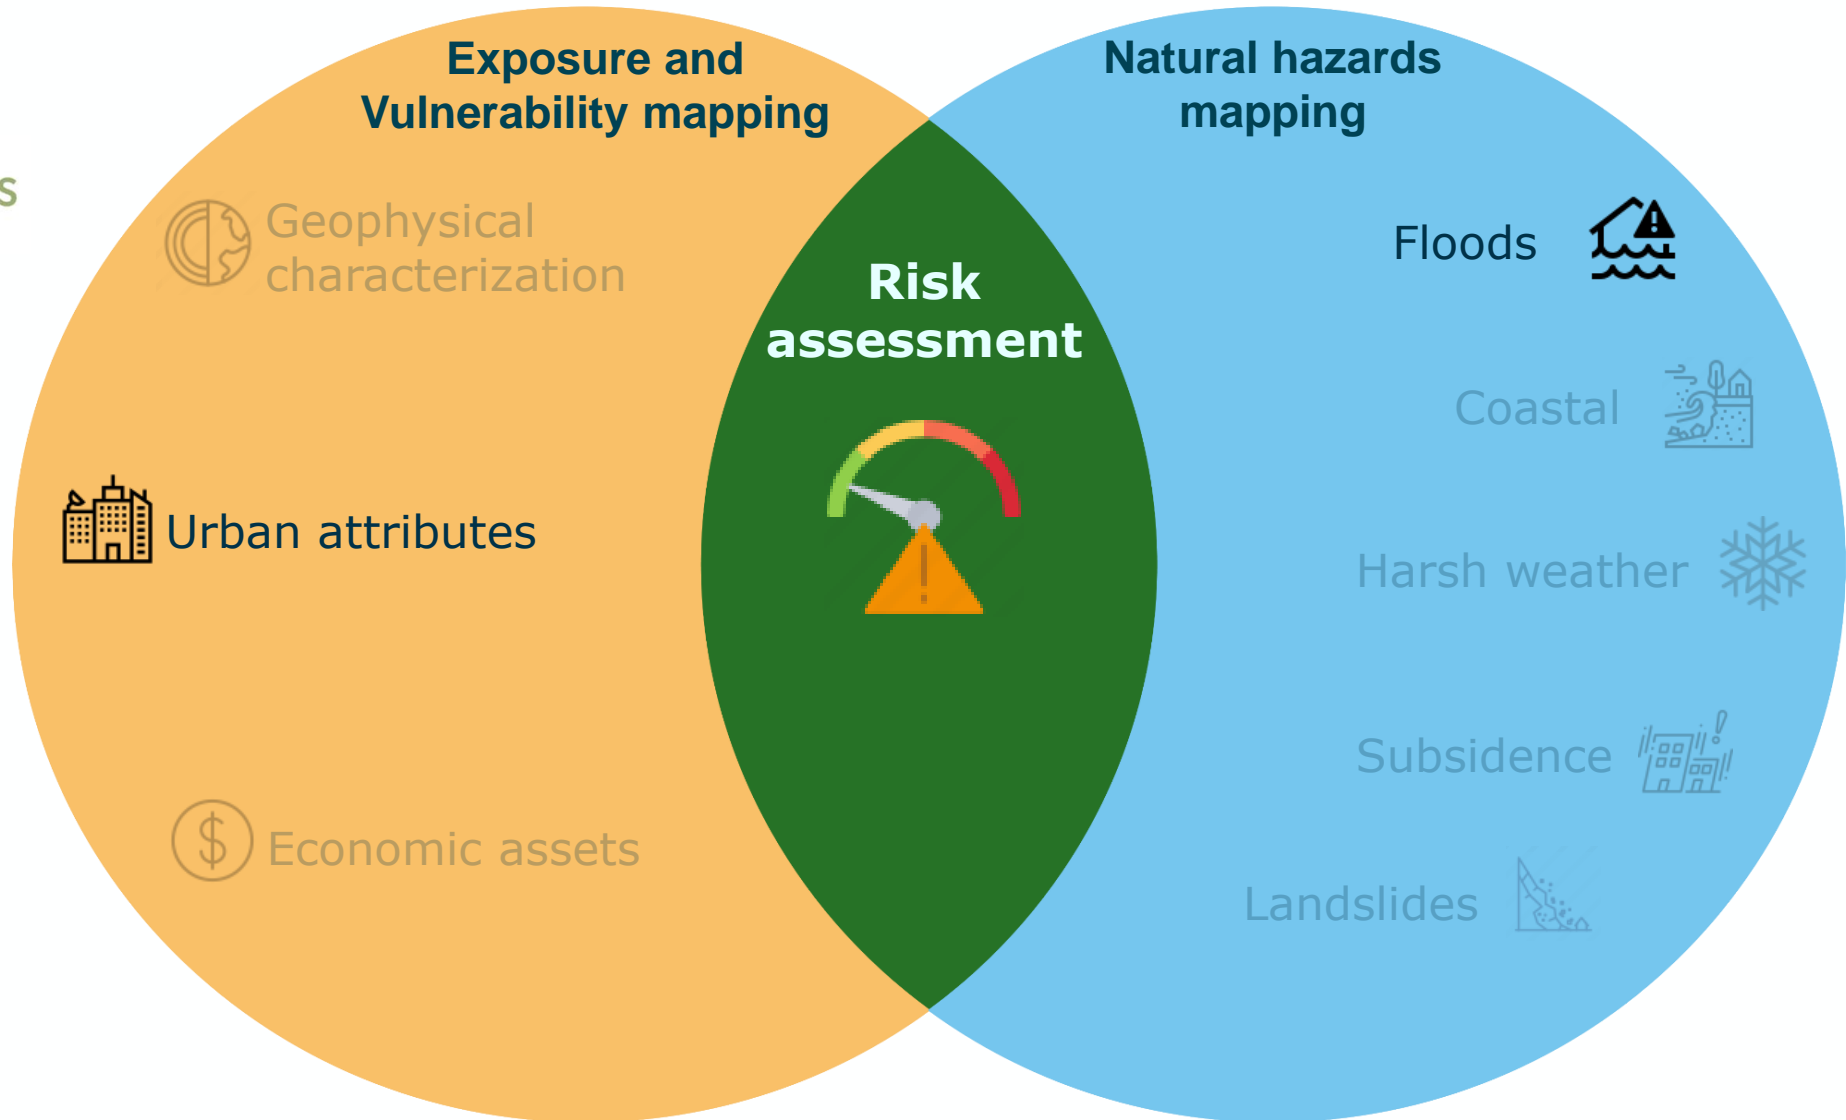 Exposure and
Vulnerability mapping
Natural hazards
mapping
s
Geophysical
characterization
Risk
assessment
Floods
Coastal
Urban attributes
Harsh weather
Subsidence
Economic assets
Landslides